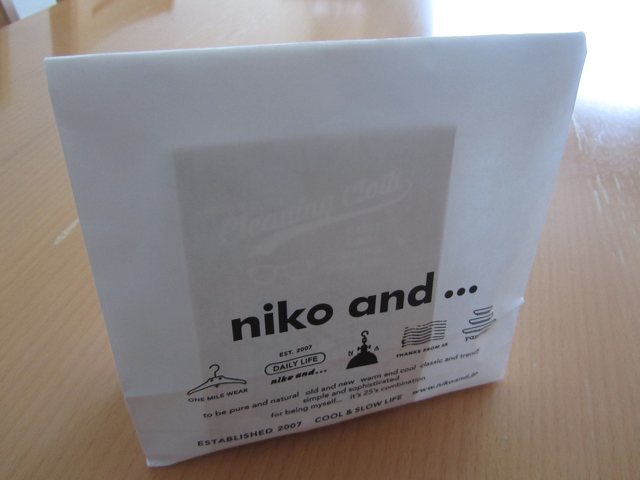 Cleaning Cloth
niko and ...
EST. 2007
DAILY LIFE
niko and...
N A
THANKS FROM AR
ONE MILE WEAR
to be pure and natural old and new warm and cool classic and trend
simple and sophisticated
for being myself... it's 25's combination
ESTABLISHED 2007 COOL & SLOW LIFE www.nikoand.jp